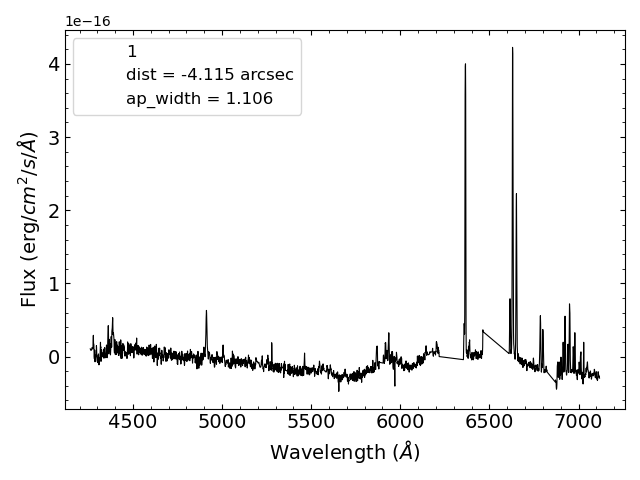 1e−16
1
dist = -4.115 arcsec
ap_width = 1.106
4
3
2
1
0
Flux (erg/cm²/s/Å)
4500 5000 5500 6000 6500 7000
Wavelength (Å)